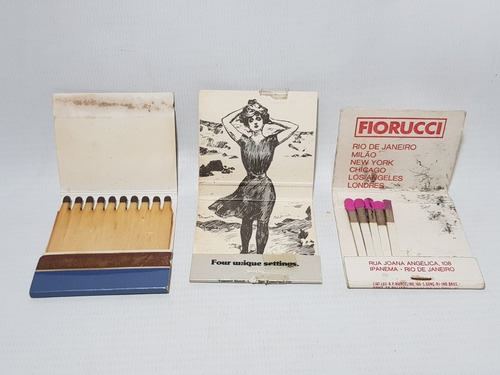 Four unique settings.
FIORUCCI
RIO DE JANEIRO
MILÃO
NEW YORK
CHICAGO
LOS ANGELES
LONDRES
RUA JOANA ANGÉLICA, 108
IPANEMA - RIO DE JANEIRO